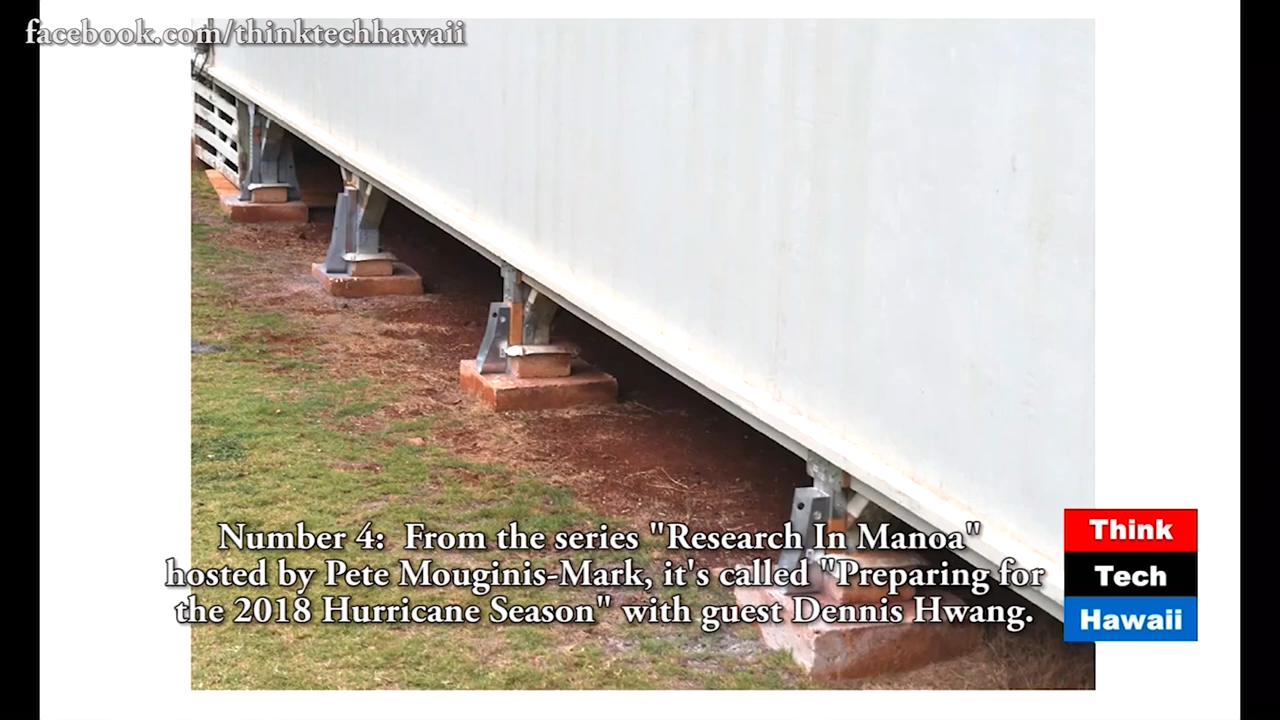 facebook.com/thinktechhawaii
Number 4: From the series "Research In Manoa"
hosted by Pete Mouginis-Mark, it's called "Preparing for
the 2018 Hurricane Season" with guest Dennis Hwang.
Think
Tech
Hawaii